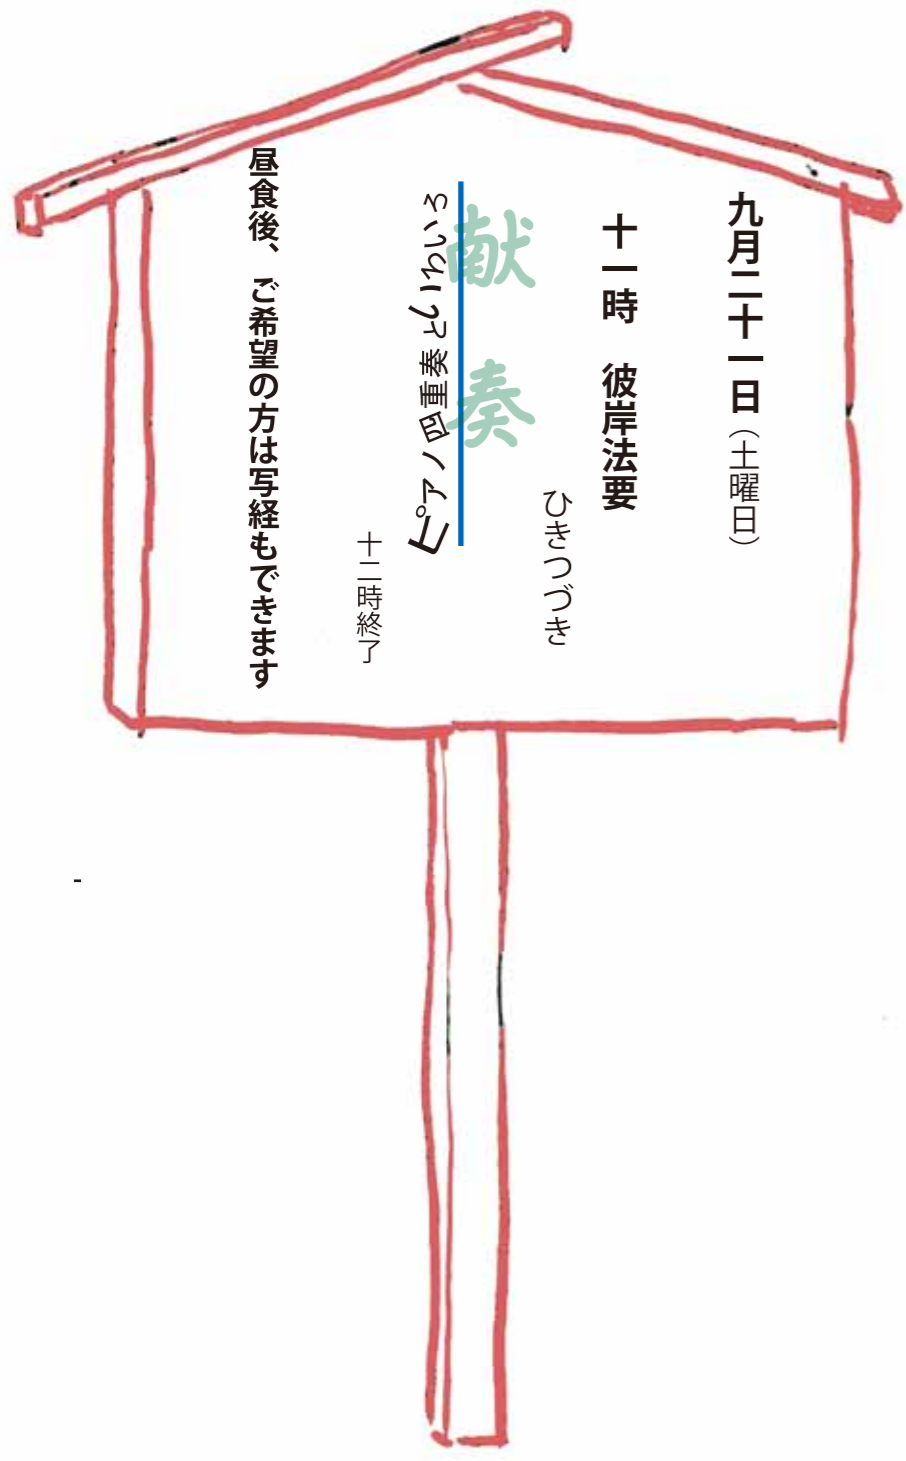 九月二十一日（土曜日）
十一時　彼岸法要
ひきつづき
献奏
ピアノ四重奏といろいろ
十二時終了
昼食後、ご希望の方は写経もできます